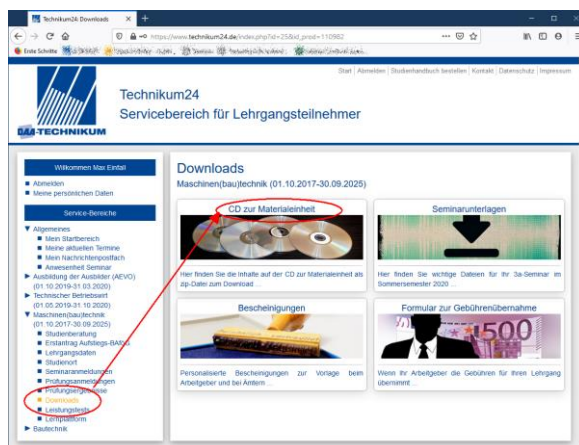 Technikum24 Downloads
https://www.technikum24.de/index.php?id=25&id_prod=110982
Erste Schritte
Start | Abmelden | Studienhandbuch bestellen | Kontakt | Datenschutz | Impressum
DAA-TECHNIKUM
Technikum24
Servicebereich für Lehrgangsteilnehmer
Willkommen Max Einfall
Abmelden
Meine persönlichen Daten
Service-Bereiche
Allgemeines
Mein Startbereich
Meine aktuellen Termine
Mein Nachrichtenpostfach
Anwesenheit Seminar
Ausbildung der Ausbilder (AEVO)
(01.10.2019-31.03.2020)
Technischer Betriebswirt
(01.05.2019-31.10.2020)
Maschinen(bau)technik
(01.10.2017-30.09.2025)
Studienberatung
Erstantrag Aufstiegs-BAföG
Lehrgangsdaten
Studienort
Seminaranmeldungen
Prüfungsanmeldungen
Prüfungsergebnisse
Downloads
Leistungstests
Lernplattform
Bautechnik
Downloads
Maschinen(bau)technik (01.10.2017-30.09.2025)
CD zur Materialeinheit
Hier finden Sie die Inhalte auf der CD zur Materialeinheit als
zip-Datei zum Download ...
Seminarunterlagen
Hier finden Sie wichtige Dateien für Ihr 3a-Seminar im
Sommersemester 2020 ...
Bescheinigungen
Personalisierte Bescheinigungen zur Vorlage beim
Arbeitgeber und bei Ämtern ...
Formular zur Gebührenübernahme
500
Wenn Ihr Arbeitgeber die Gebühren für Ihren Lehrgang
übernimmt ...